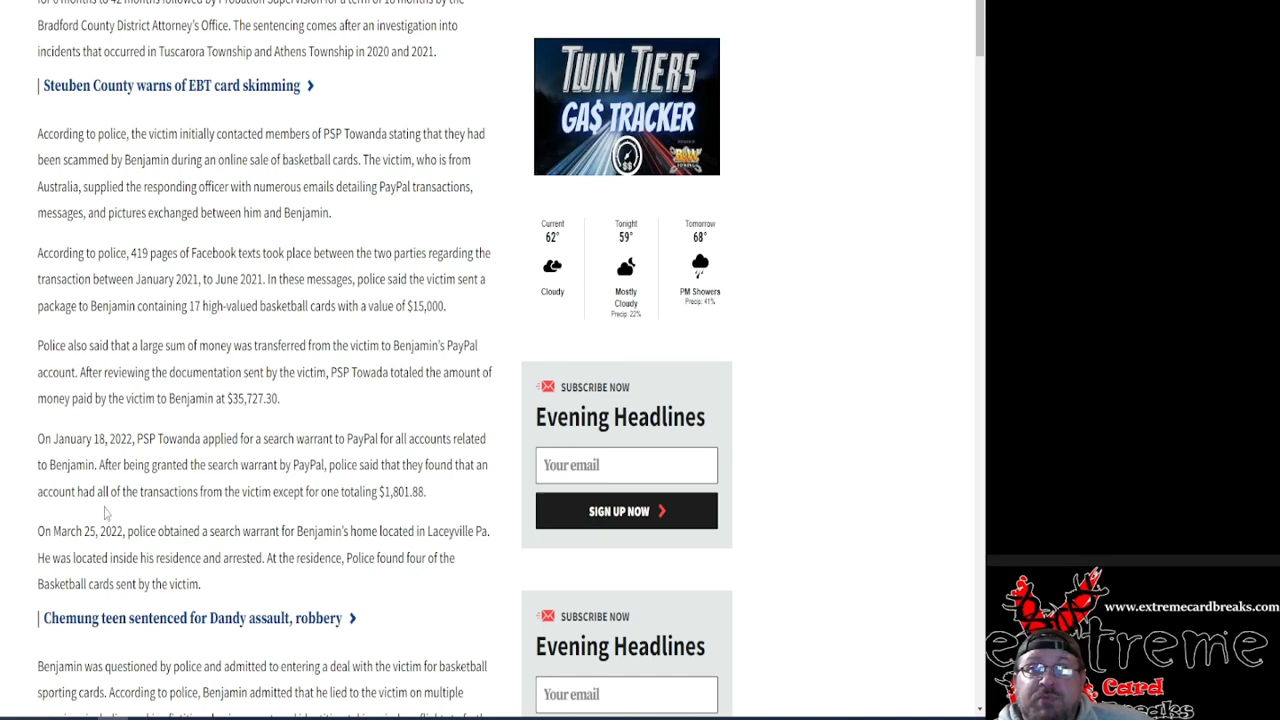 for 6 months to 42 months followed by Probation Supervision for a term of 18 months by the
Bradford County District Attorney's Office. The sentencing comes after an investigation into
incidents that occurred in Tuscarora Township and Athens Township in 2020 and 2021.
Steuben County warns of EBT card skimming
According to police, the victim initially contacted members of PSP Towanda stating that they had
been scammed by Benjamin during an online sale of basketball cards. The victim, who is from
Australia, supplied the responding officer with numerous emails detailing PayPal transactions,
messages, and pictures exchanged between him and Benjamin.
According to police, 419 pages of Facebook texts took place between the two parties regarding the
transaction between January 2021, to June 2021. In these messages, police said the victim sent a
package to Benjamin containing 17 high-valued basketball cards with a value of $15,000.
Police also said that a large sum of money was transferred from the victim to Benjamin's PayPal
account. After reviewing the documentation sent by the victim, PSP Towada totaled the amount of
money paid by the victim to Benjamin at $35,727.30.
On January 18, 2022, PSP Towanda applied for a search warrant to PayPal for all accounts related
to Benjamin. After being granted the search warrant by PayPal, police said that they found that an
account had all of the transactions from the victim except for one totaling $1,801.88.
On March 25, 2022, police obtained a search warrant for Benjamin's home located in Laceyville Pa.
He was located inside his residence and arrested. At the residence, Police found four of the
Basketball cards sent by the victim.
Chemung teen sentenced for Dandy assault, robbery
Benjamin was questioned by police and admitted to entering a deal with the victim for basketball
sporting cards. According to police, Benjamin admitted that he lied to the victim on multiple
TWIN TIERS
GA$ TRACKER
Current
62°
Cloudy
Tonight
59°
Mostly
Cloudy
Precip: 22%
Tomorrow
68°
PM Showers
Precip: 41%
SUBSCRIBE NOW
Evening Headlines
Your email
SIGN UP NOW
SUBSCRIBE NOW
Evening Headlines
Your email
www.extremecardbreaks.com
extreme
Card
Breaks